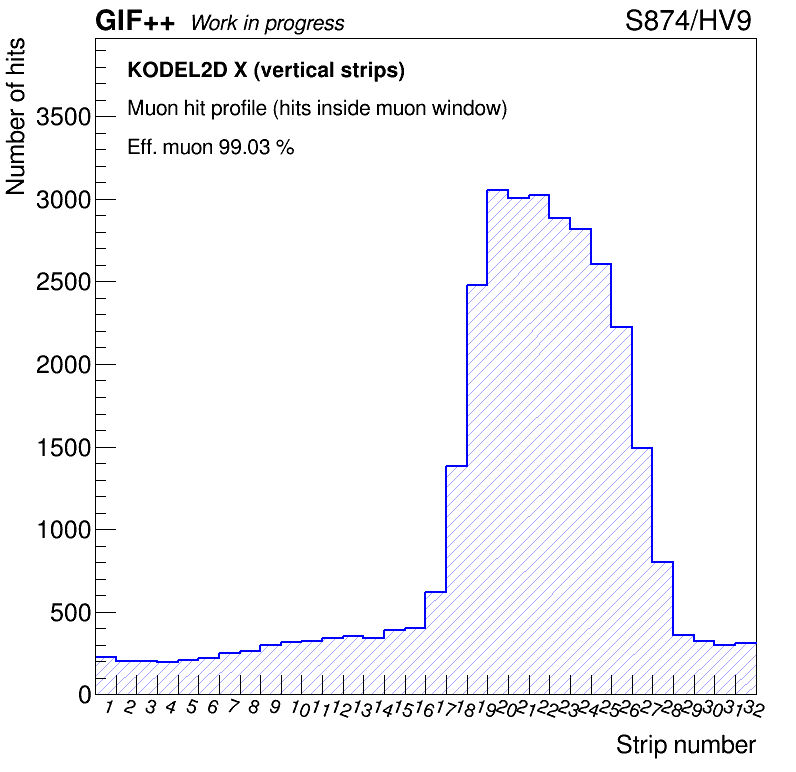 GIF++ Work in progress S874/HV9
Number of hits
KODEL2D X (vertical strips)
Muon hit profile (hits inside muon window)
Eff. muon 99.03 %
3500
3000
2500
2000
1500
1000
500
0
1 2 3 4 5 6 7 8 9 10 11 12 13 14 15 16 17 18 19 20 21 22 23 24 25 26 27 28 29 30 31 32
Strip number